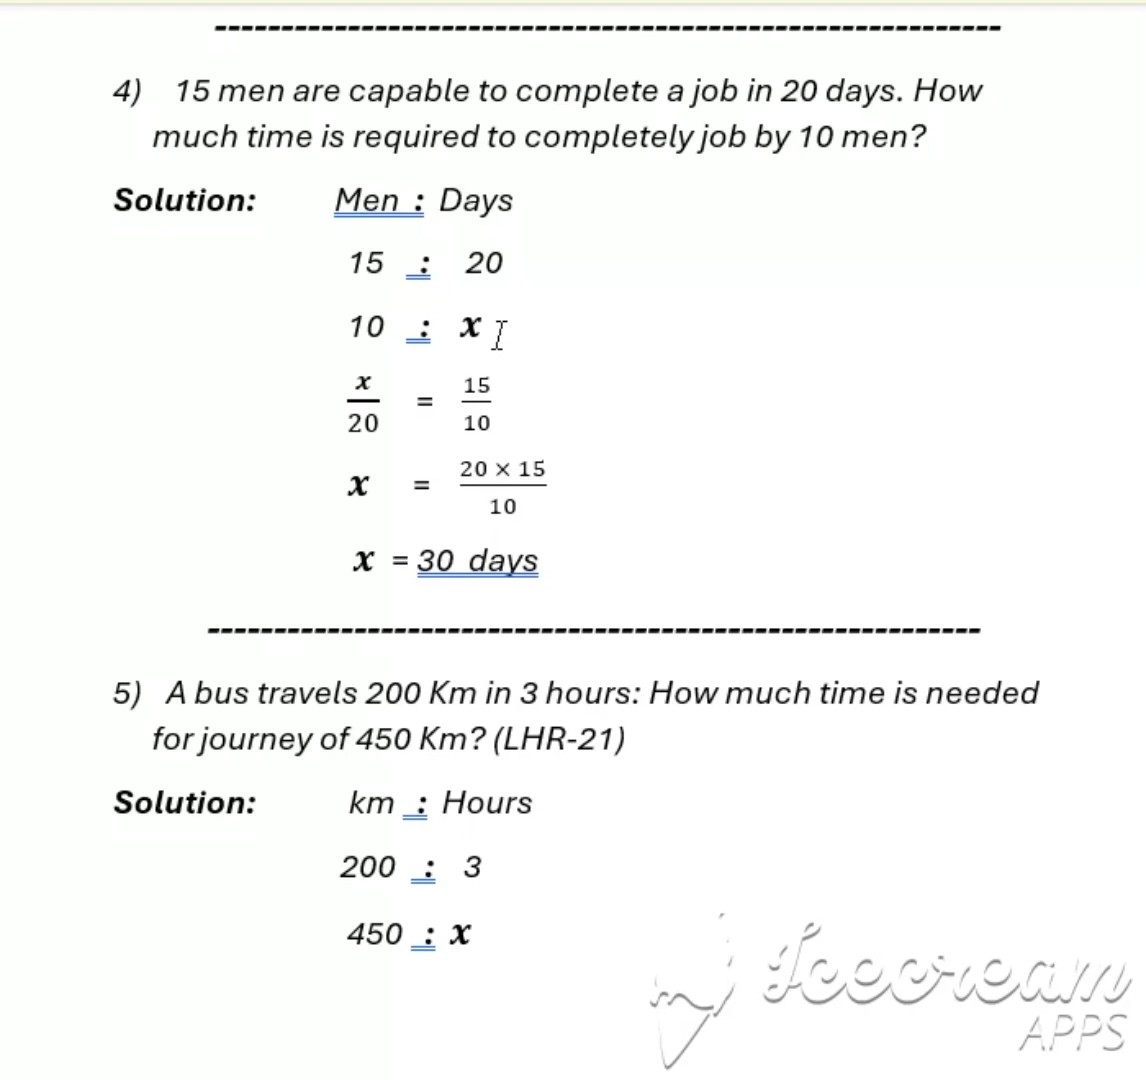 4) 15 men are capable to complete a job in 20 days. How
much time is required to completely job by 10 men?
Solution: Men : Days
15 : 20
10 : x
x/20 = 15/10
x = 20 × 15/10
x = 30 days
5) A bus travels 200 Km in 3 hours: How much time is needed
for journey of 450 Km? (LHR-21)
Solution: km : Hours
200 : 3
450 : x
Icecream
APPS